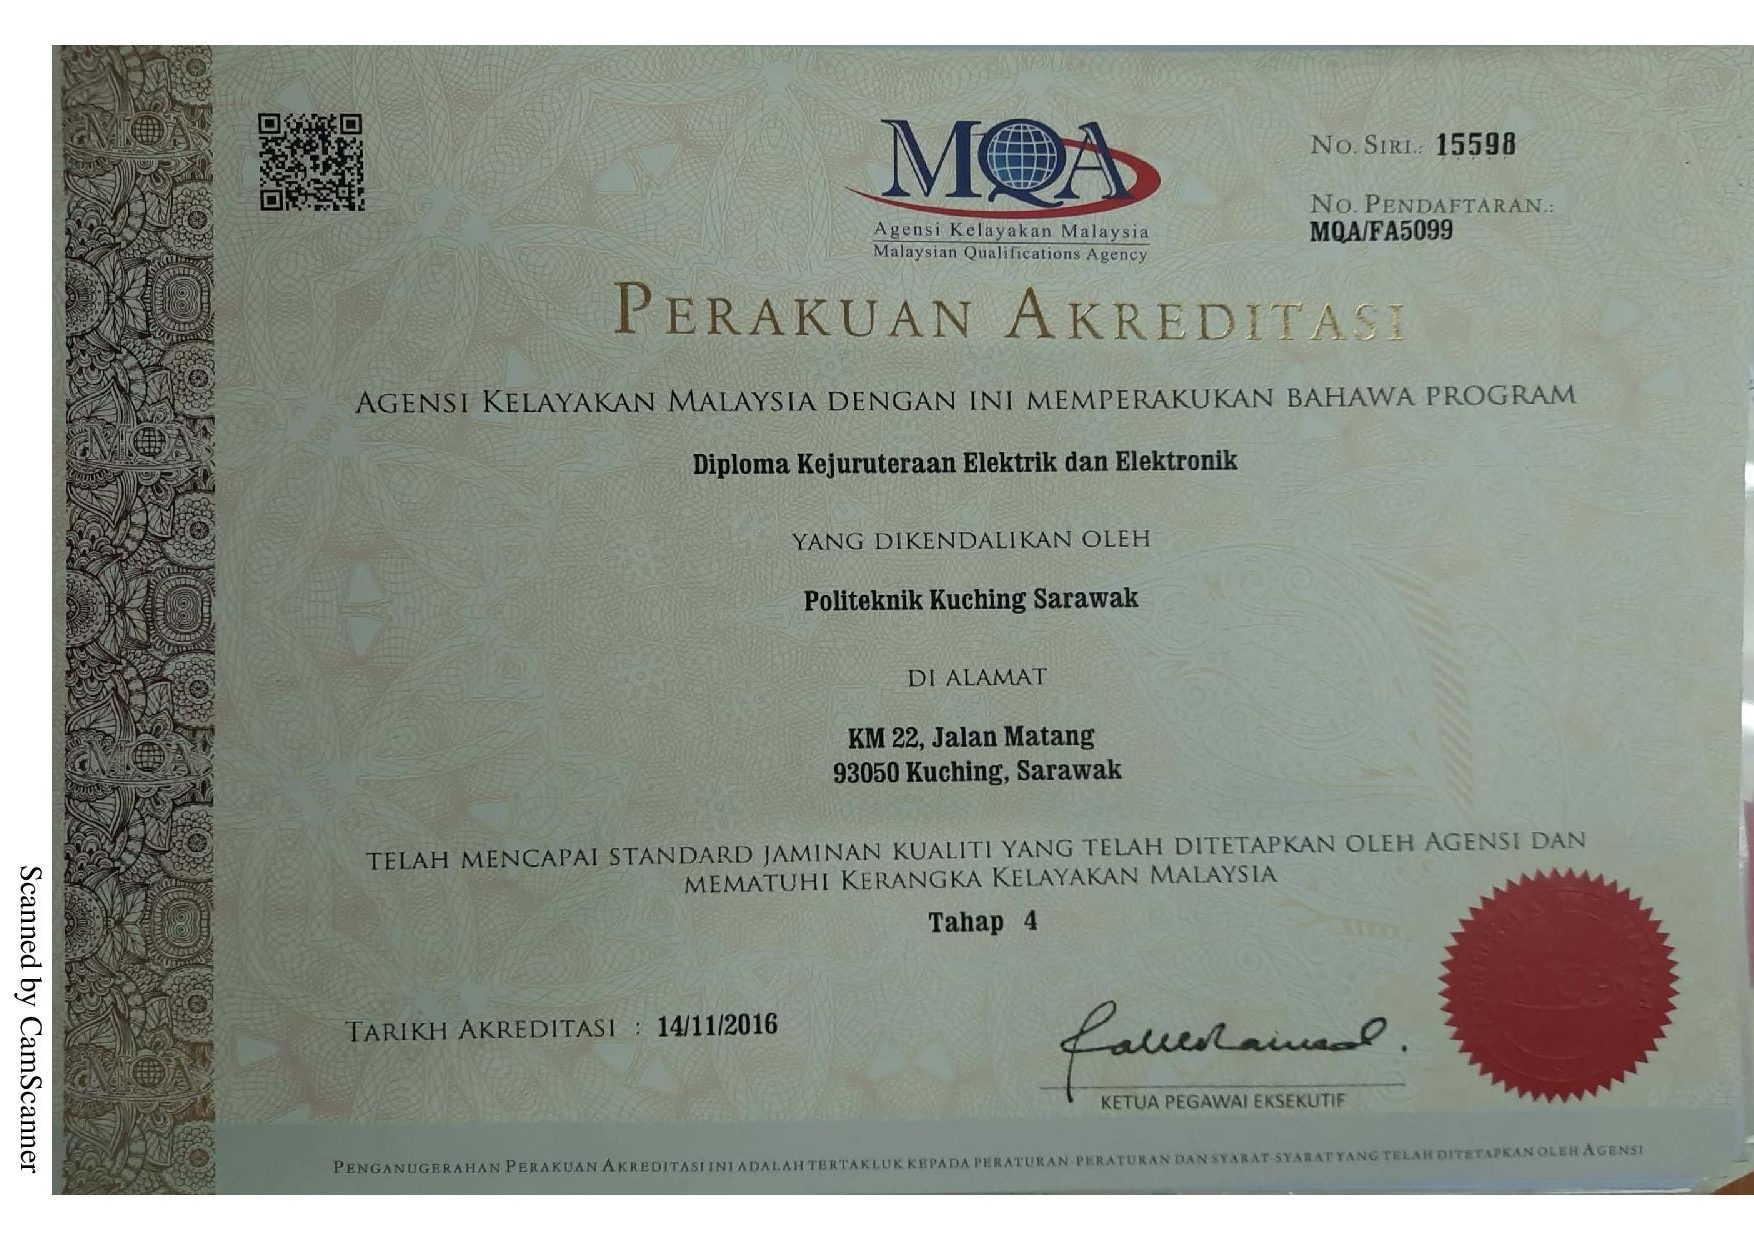 MQA
Agensi Kelayakan Malaysia
Malaysian Qualifications Agency
No. Siri.: 15598
No. Pendaftaran.:
MQA/FA5099
PERAKUAN AKREDITASI
AGENSI KELAYAKAN MALAYSIA DENGAN INI MEMPERAKUKAN BAHAWA PROGRAM
Diploma Kejuruteraan Elektrik dan Elektronik
YANG DIKENDALIKAN OLEH
Politeknik Kuching Sarawak
DI ALAMAT
KM 22, Jalan Matang
93050 Kuching, Sarawak
TELAH MENCAPAI STANDARD JAMINAN KUALITI YANG TELAH DITETAPKAN OLEH AGENSI DAN
MEMATUHI KERANGKA KELAYAKAN MALAYSIA
Tahap 4
TARIKH AKREDITASI : 14/11/2016
KETUA PEGAWAI EKSEKUTIF
PENGANUGERAHAN PERAKUAN AKREDITASI INI ADALAH TERTAKLUK KEPADA PERATURAN-PERATURAN DAN SYARAT-SYARAT YANG TELAH DITETAPKAN OLEH AGENSI
MQA
MQA
MQA
MQA
Scanned by CamScanner